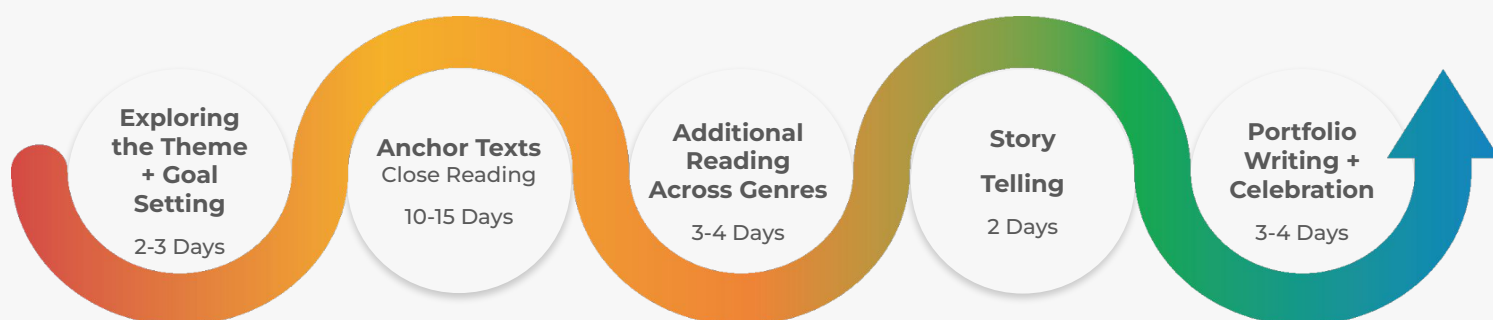 Exploring
the Theme
+ Goal
Setting
2-3 Days
Anchor Texts
Close Reading
10-15 Days
Additional
Reading
Across Genres
3-4 Days
Story
Telling
2 Days
Portfolio
Writing +
Celebration
3-4 Days